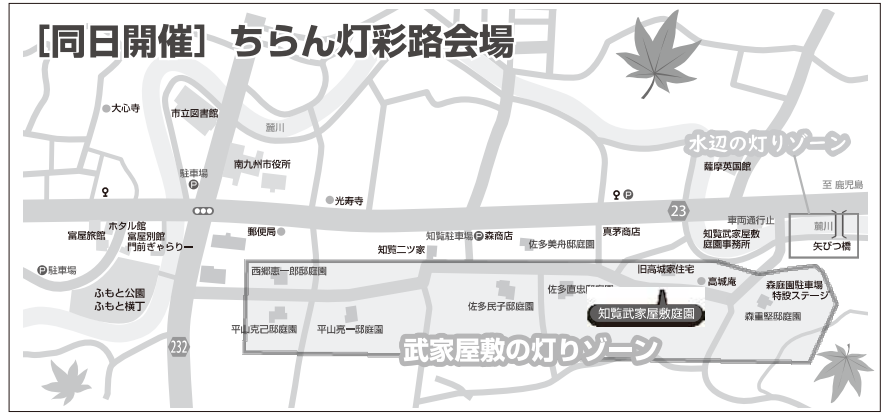 ［同日開催］ちらん灯彩路会場
大心寺
市立図書館
麓川
水辺の灯りゾーン
南九州市役所
薩摩英国館
駐車場
P
至 鹿児島
光寿寺
P
23
車両通行止
麓川
ホタル館
富屋旅館
富屋別館
門前ぎゃらりー
郵便局
知覧二ツ家
知覧駐車場
P
森商店
佐多美舟邸庭園
真茅商店
知覧武家屋敷
庭園事務所
矢びつ橋
P駐車場
西郷恵一郎邸庭園
旧高城家住宅
高城庵
森庭園駐車場
特設ステージ
ふもと公園
ふもと横丁
佐多民子邸庭園
佐多直忠邸庭園
知覧武家屋敷庭園
森重堅邸庭園
平山克己邸庭園
平山亮一邸庭園
232
武家屋敷の灯りゾーン